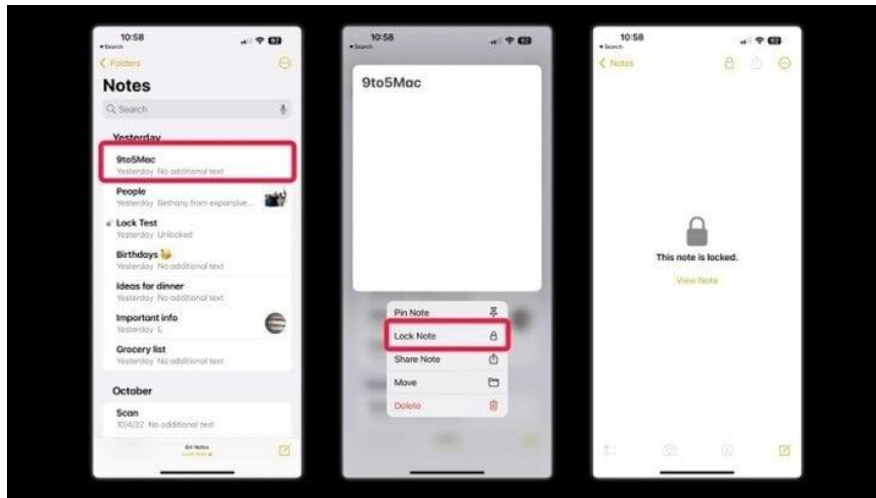 10:58
Search
Folders
Notes
Search
Yesterday
9to5Mac
Yesterday No additional text
People
Yesterday Bethany from expansive...
Lock Test
Yesterday Unlocked
Birthdays
Yesterday No additional text
Ideas for dinner
Yesterday No additional text
Important info
Yesterday E
Grocery list
Yesterday No additional text
October
Scan
10/4/22 No additional text
10:58
Search
9to5Mac
Pin Note
Lock Note
Share Note
Move
Delete
10:58
Search
Notes
This note is locked.
View Note